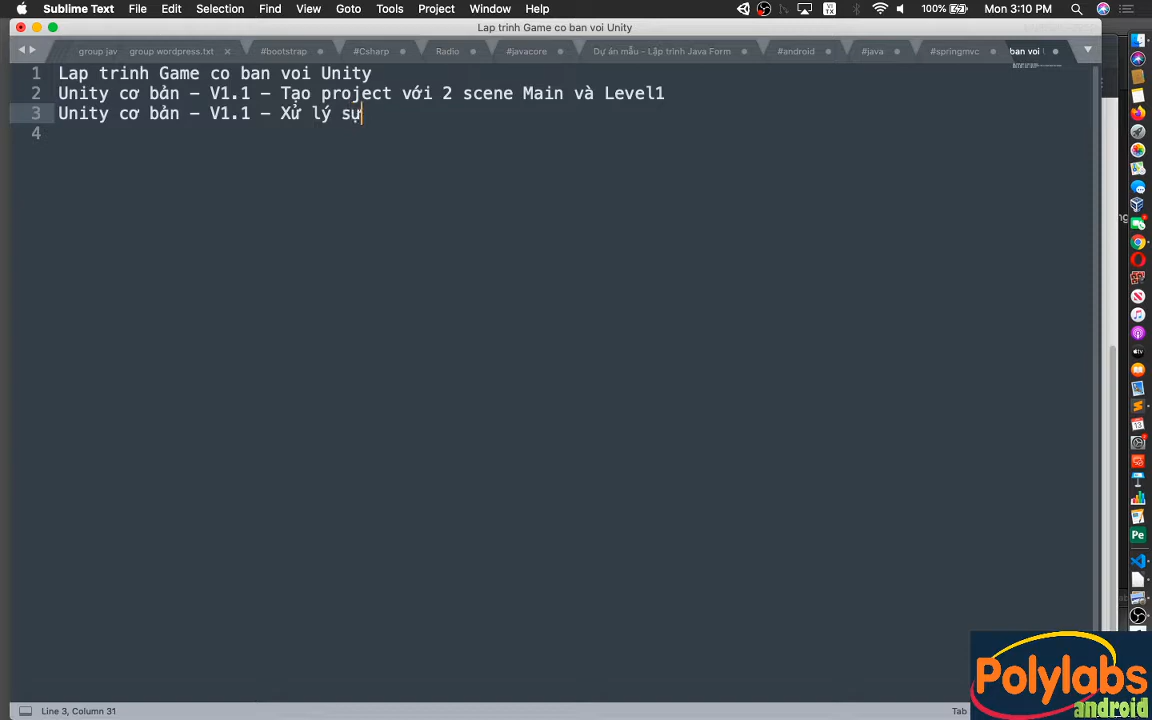 Sublime Text File Edit Selection Find View Goto Tools Project Window Help 100% Mon 3:10 PM
Lap trinh Game co ban voi Unity
group jav group wordpress.txt #bootstrap #Csharp Radio #javacore Dự án mẫu - Lập trình Java Form #android #java #springmvc ban voi
1 Lap trinh Game co ban voi Unity
2 Unity cơ bản - V1.1 - Tạo project với 2 scene Main và Level1
3 Unity cơ bản - V1.1 - Xử lý sự
4
Line 3, Column 31 Tab
Polylabs
android